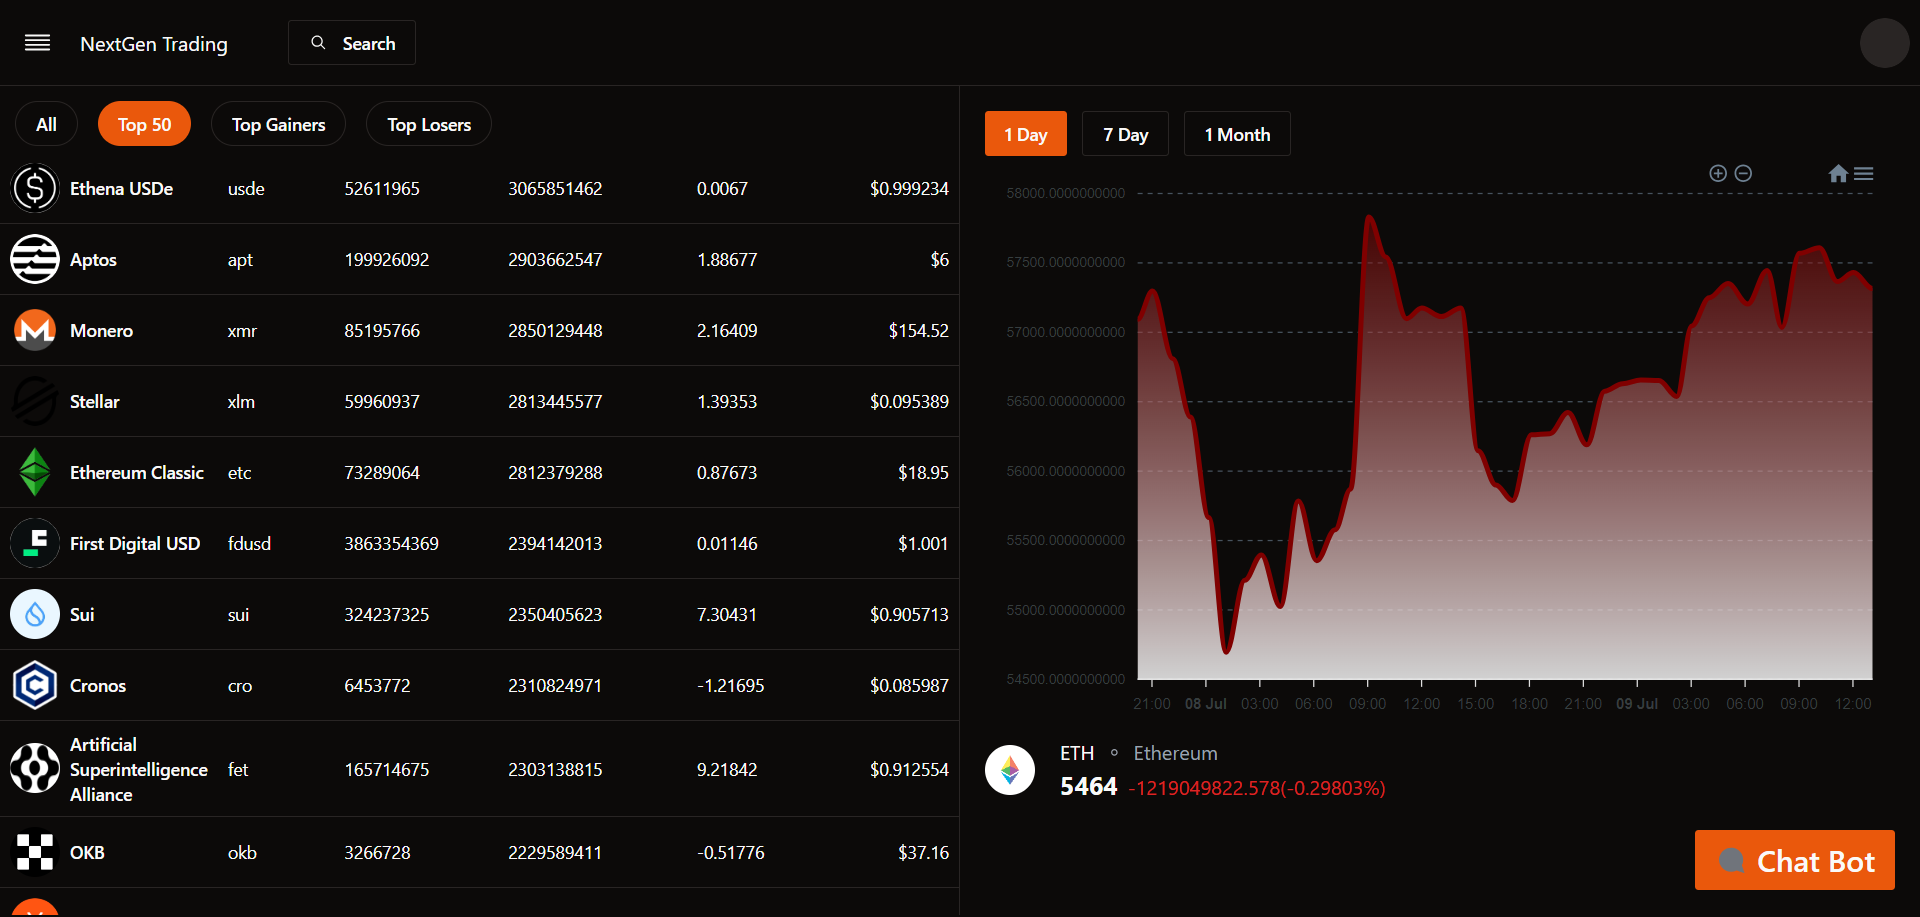 NextGen Trading
Search
All
Top 50
Top Gainers
Top Losers
Ethena USDe usde 52611965 3065851462 0.0067 $0.999234
Aptos apt 199926092 2903662547 1.88677 $6
Monero xmr 85195766 2850129448 2.16409 $154.52
Stellar xlm 59960937 2813445577 1.39353 $0.095389
Ethereum Classic etc 73289064 2812379288 0.87673 $18.95
First Digital USD fdusd 3863354369 2394142013 0.01146 $1.001
Sui sui 324237325 2350405623 7.30431 $0.905713
Cronos cro 6453772 2310824971 -1.21695 $0.085987
Artificial
Superintelligence fet 165714675 2303138815 9.21842 $0.912554
Alliance
OKB okb 3266728 2229589411 -0.51776 $37.16
1 Day
7 Day
1 Month
58000.0000000000
57500.0000000000
57000.0000000000
56500.0000000000
56000.0000000000
55500.0000000000
55000.0000000000
54500.0000000000
21:00 08 Jul 03:00 06:00 09:00 12:00 15:00 18:00 21:00 09 Jul 03:00 06:00 09:00 12:00
ETH Ethereum
5464 -1219049822.578(-0.29803%)
Chat Bot